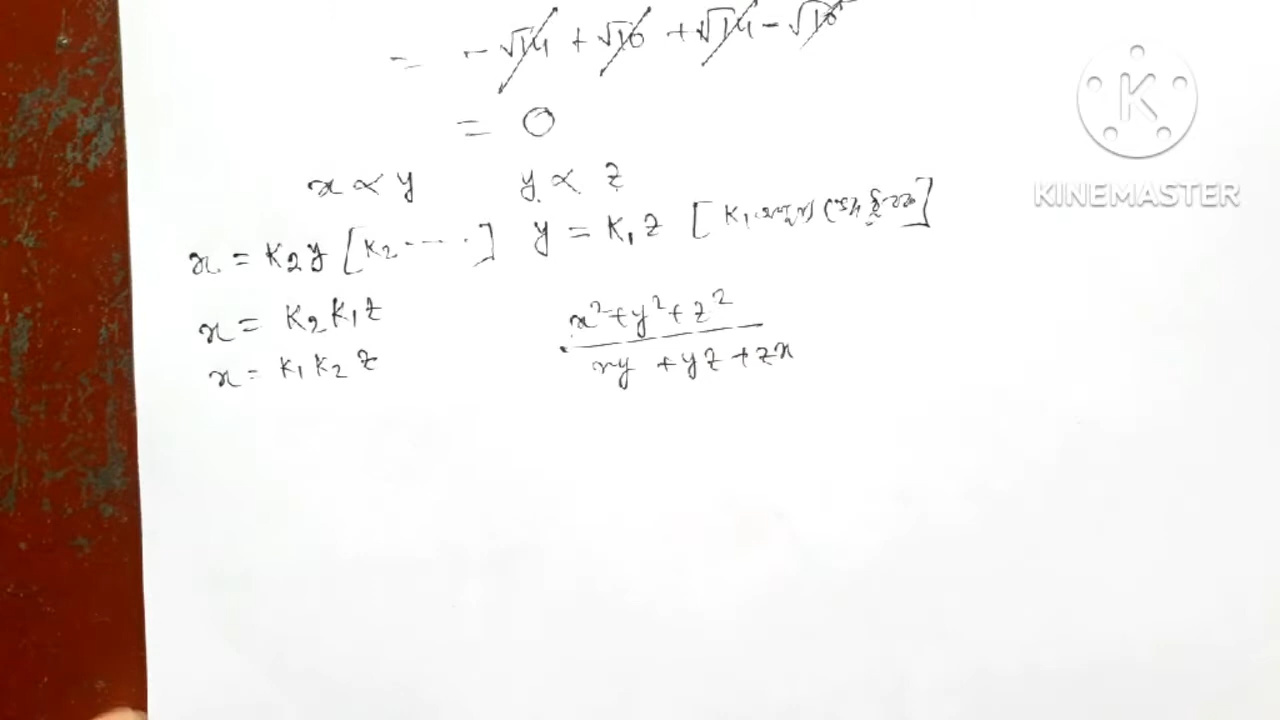 = - √14 + √10 + √14 - √10
= 0
x ∝ y y ∝ z
x = K₂y [K₂ ----] y = K₁z [K₁
x = K₂K₁z
x = K₁K₂z
x²+y²+z²
xy + yz + zx
K
KINEMASTER